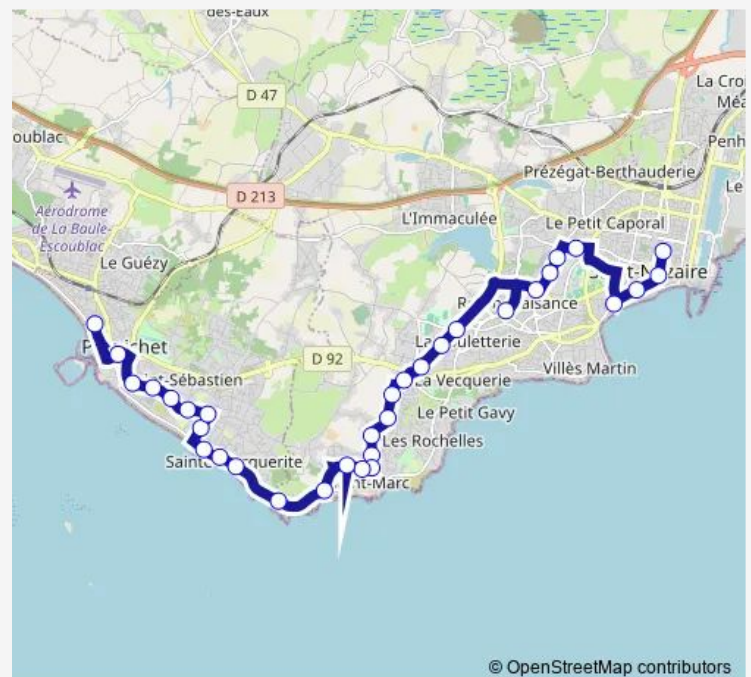 des-Eaux
D 47
La Cro
Méa
oublac
Penh
Prézégat-Berthauderie
Le
Aérodrome
de La Baule-
Escoublac
D 213
L'Immaculée
Le Petit Caporal
Le Guézy
D 92
La Vecquerie
Villès Martin
Le Petit Gavy
Les Rochelles
© OpenStreetMap contributors